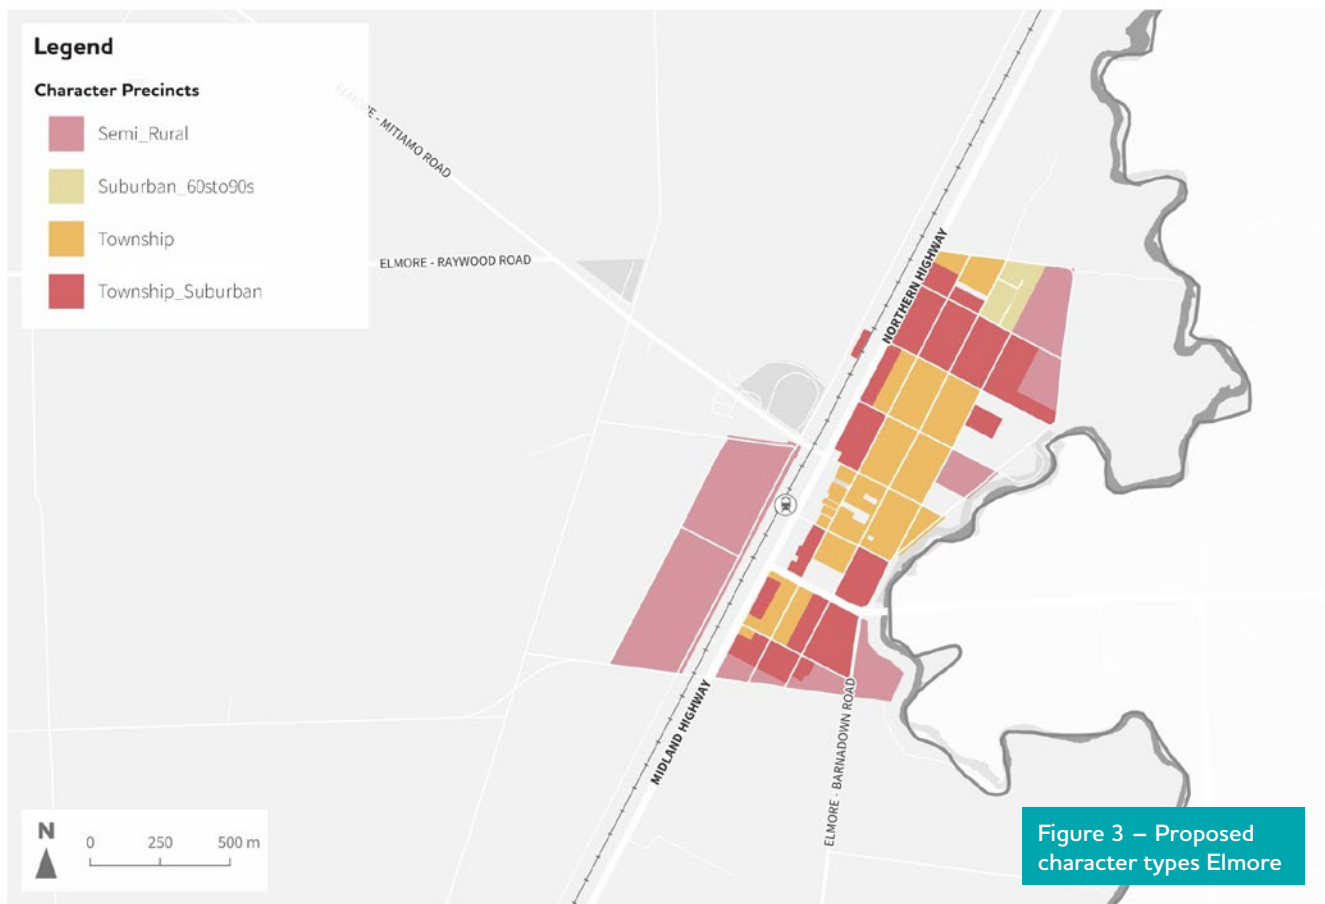 Legend
Character Precincts
Semi_Rural
Suburban_60sto90s
Township
Township_Suburban
ELMORE - MITIAMO ROAD
ELMORE - RAYWOOD ROAD
NORTHERN HIGHWAY
MIDLAND HIGHWAY
ELMORE - BARNADOWN ROAD
N
0 250 500 m
Figure 3 – Proposed
character types Elmore